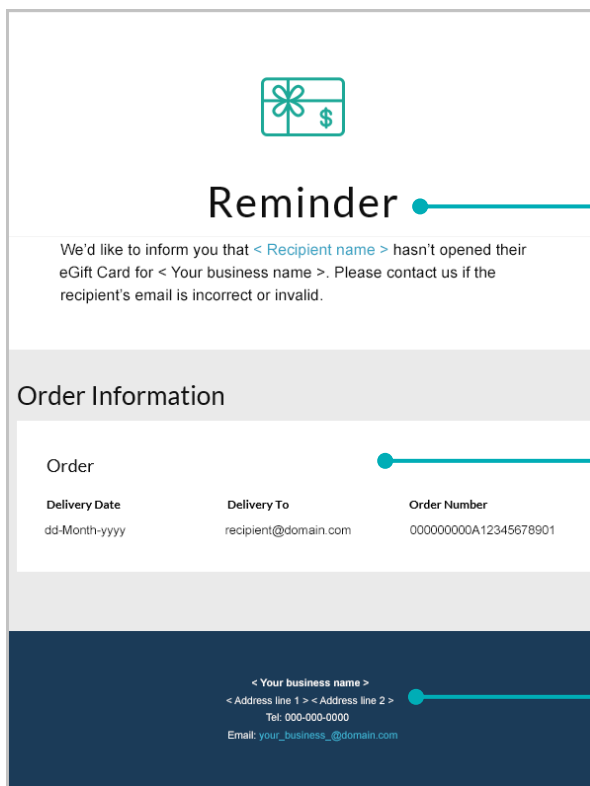 $
Reminder
We'd like to inform you that < Recipient name > hasn't opened their
eGift Card for < Your business name >. Please contact us if the
recipient's email is incorrect or invalid.
Order Information
Order
Delivery Date Delivery To Order Number
dd-Month-yyyy recipient@domain.com 000000000A12345678901
< Your business name >
< Address line 1 > < Address line 2 >
Tel: 000-000-0000
Email: your_business_@domain.com